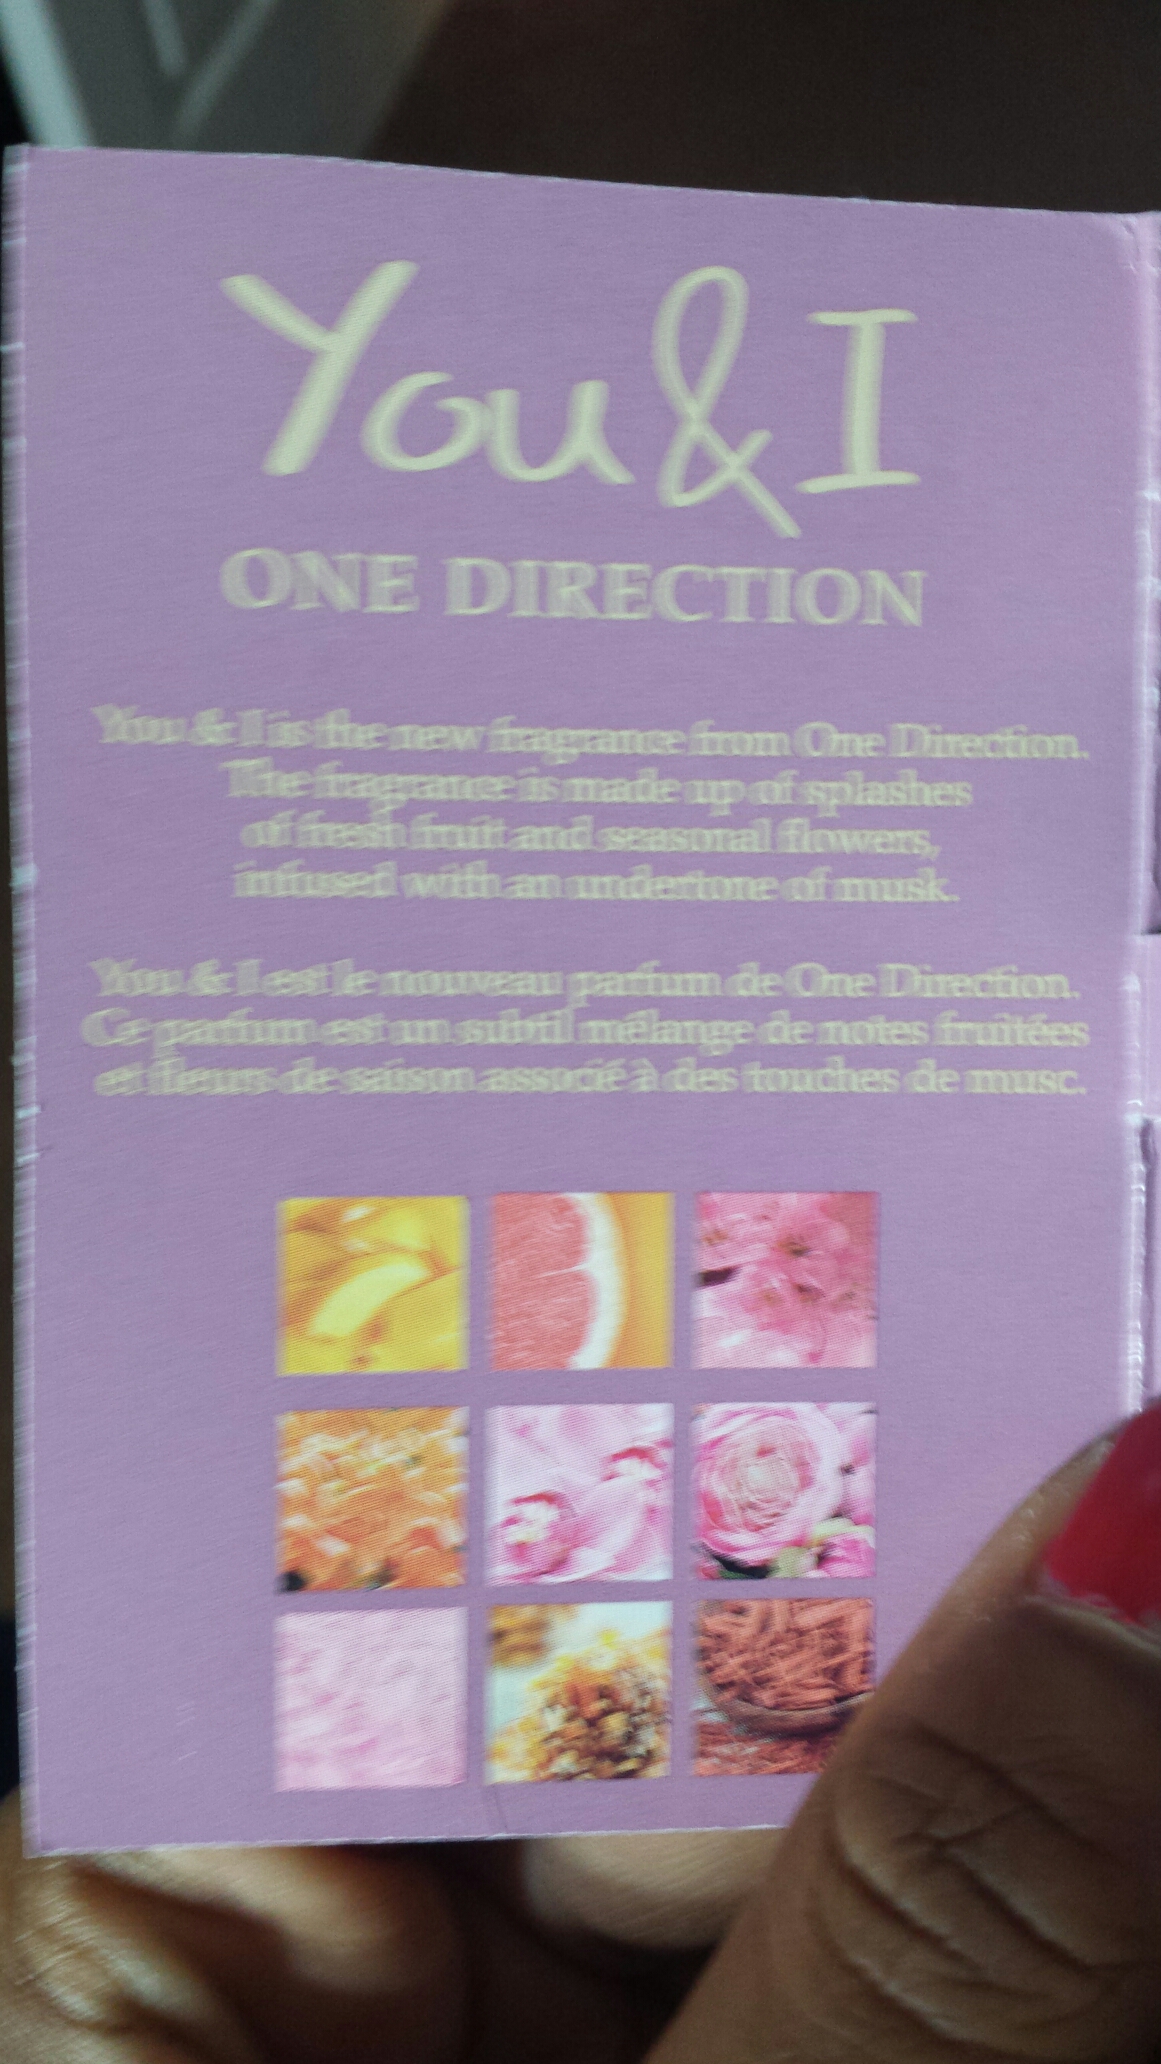 You & I
ONE DIRECTION
You & I is the new fragrance from One Direction.
The fragrance is made up of splashes
of fresh fruit and seasonal flowers,
infused with an undertone of musk.
You & I est le nouveau parfum de One Direction.
Ce parfum est un subtil mélange de notes fruitées
et fleurs de saison associé à des touches de musc.